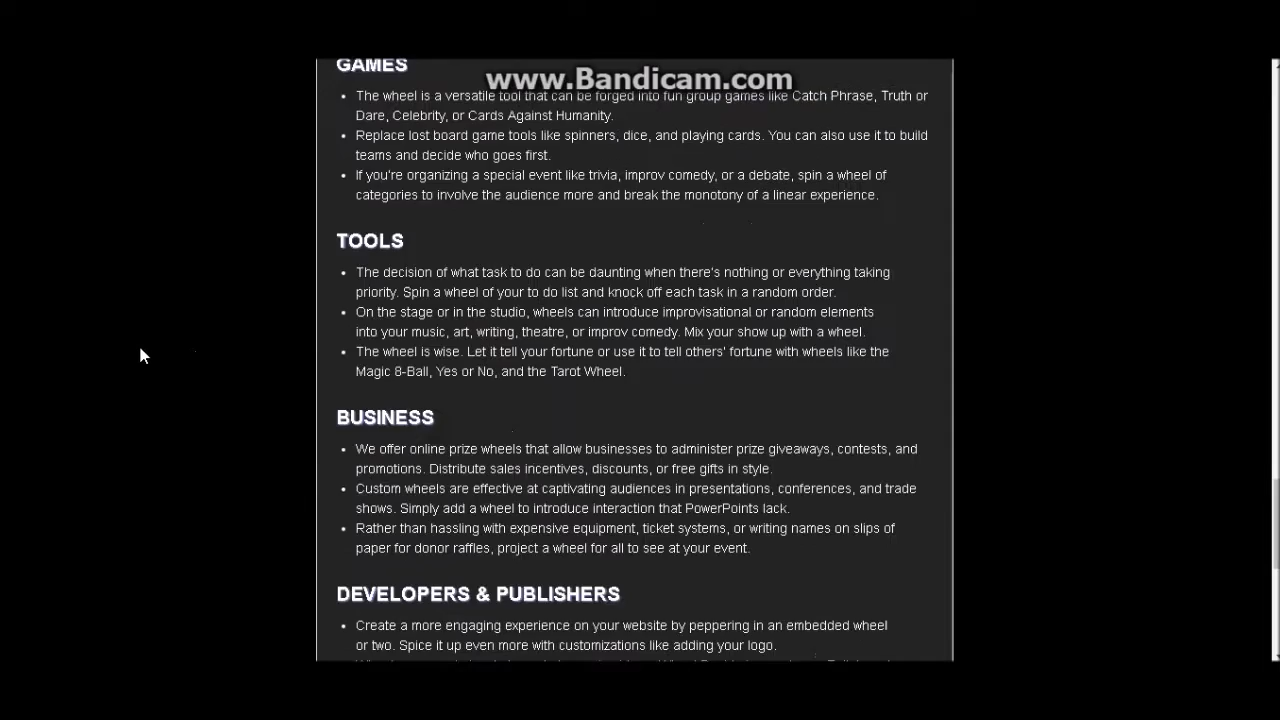 GAMES
www.Bandicam.com
• The wheel is a versatile tool that can be forged into fun group games like Catch Phrase, Truth or
Dare, Celebrity, or Cards Against Humanity.
• Replace lost board game tools like spinners, dice, and playing cards. You can also use it to build
teams and decide who goes first.
• If you're organizing a special event like trivia, improv comedy, or a debate, spin a wheel of
categories to involve the audience more and break the monotony of a linear experience.
TOOLS
• The decision of what task to do can be daunting when there's nothing or everything taking
priority. Spin a wheel of your to do list and knock off each task in a random order.
• On the stage or in the studio, wheels can introduce improvisational or random elements
into your music, art, writing, theatre, or improv comedy. Mix your show up with a wheel.
• The wheel is wise. Let it tell your fortune or use it to tell others' fortune with wheels like the
Magic 8-Ball, Yes or No, and the Tarot Wheel.
BUSINESS
• We offer online prize wheels that allow businesses to administer prize giveaways, contests, and
promotions. Distribute sales incentives, discounts, or free gifts in style.
• Custom wheels are effective at captivating audiences in presentations, conferences, and trade
shows. Simply add a wheel to introduce interaction that PowerPoints lack.
• Rather than hassling with expensive equipment, ticket systems, or writing names on slips of
paper for donor raffles, project a wheel for all to see at your event.
DEVELOPERS & PUBLISHERS
• Create a more engaging experience on your website by peppering in an embedded wheel
or two. Spice it up even more with customizations like adding your logo.